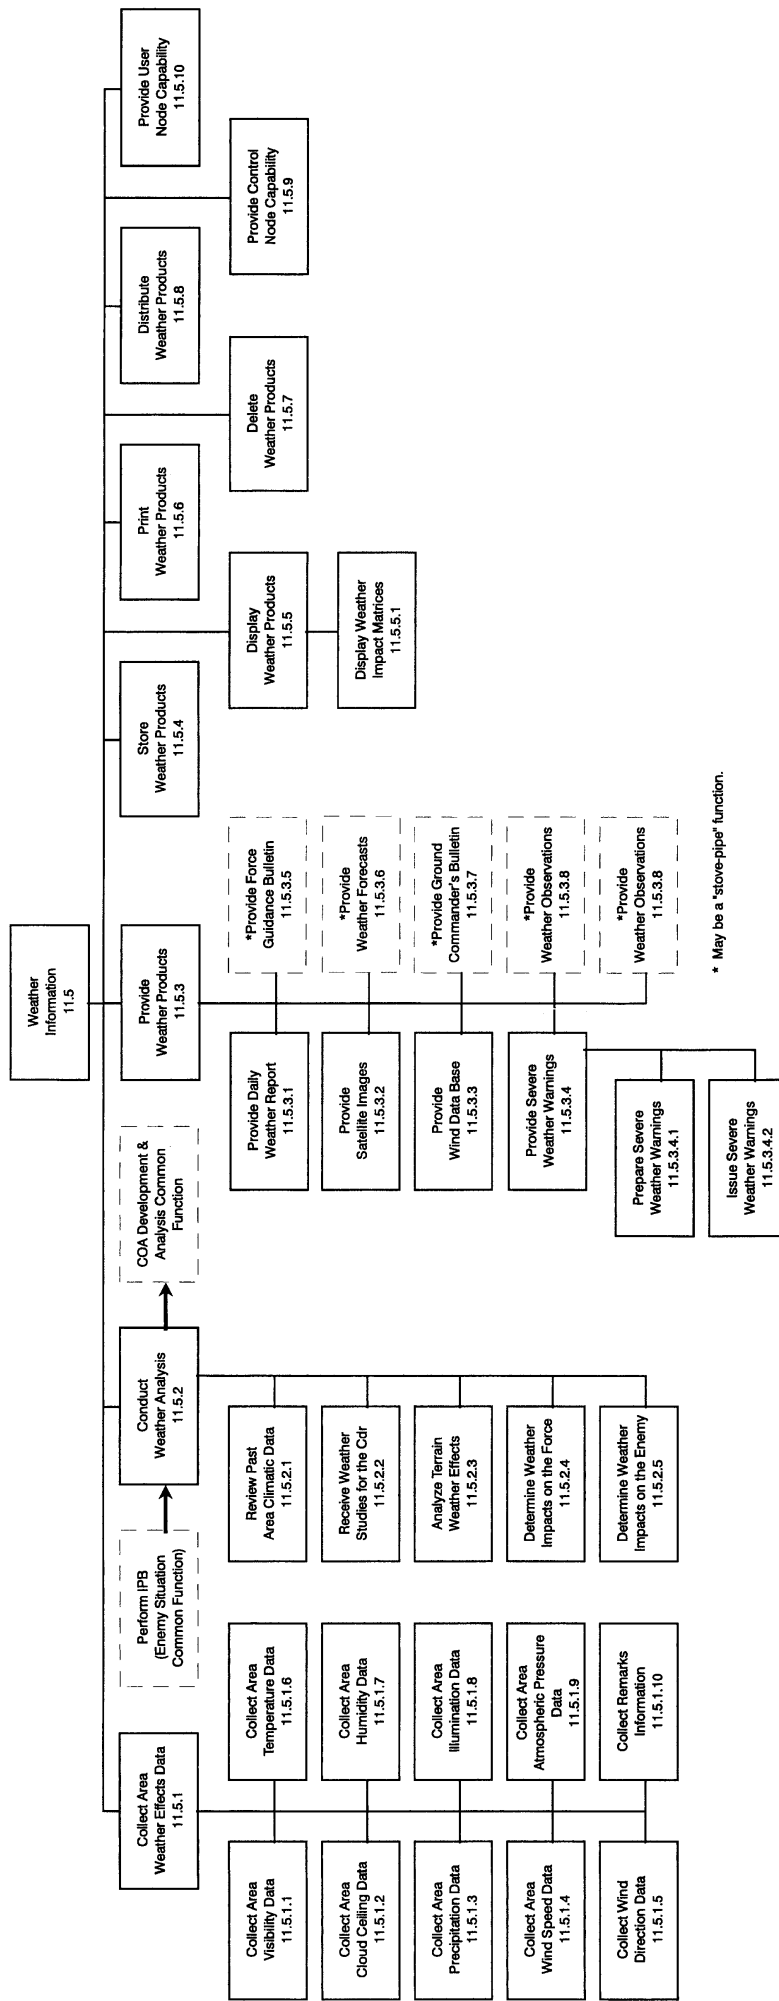 Weather
Information
11.5
Collect Area
Weather Effects Data
11.5.1
Perform IPB
(Enemy Situation
Common Function)
Conduct
Weather Analysis
11.5.2
COA Development &
Analysis Common
Function
Provide
Weather Products
11.5.3
Store
Weather Products
11.5.4
Print
Weather Products
11.5.6
Distribute
Weather Products
11.5.8
Provide User
Node Capability
11.5.10
Display
Weather Products
11.5.5
Delete
Weather Products
11.5.7
Provide Control
Node Capability
11.5.9
Display Weather
Impact Matrices
11.5.5.1
Collect Area
Visibility Data
11.5.1.1
Collect Area
Cloud Ceiling Data
11.5.1.2
Collect Area
Precipitation Data
11.5.1.3
Collect Area
Wind Speed Data
11.5.1.4
Collect Wind
Direction Data
11.5.1.5
Collect Area
Temperature Data
11.5.1.6
Collect Area
Humidity Data
11.5.1.7
Collect Area
Illumination Data
11.5.1.8
Collect Area
Atmospheric Pressure
Data
11.5.1.9
Collect Remarks
Information
11.5.1.10
Review Past
Area Climatic Data
11.5.2.1
Receive Weather
Studies for the Cdr
11.5.2.2
Analyze Terrain
Weather Effects
11.5.2.3
Determine Weather
Impacts on the Force
11.5.2.4
Determine Weather
Impacts on the Enemy
11.5.2.5
Provide Daily
Weather Report
11.5.3.1
Provide
Satellite Images
11.5.3.2
Provide
Wind Data Base
11.5.3.3
Provide Severe
Weather Warnings
11.5.3.4
Prepare Severe
Weather Warnings
11.5.3.4.1
Issue Severe
Weather Warnings
11.5.3.4.2
*Provide Force
Guidance Bulletin
11.5.3.5
*Provide
Weather Forecasts
11.5.3.6
*Provide Ground
Commander's Bulletin
11.5.3.7
*Provide
Weather Observations
11.5.3.8
*Provide
Weather Observations
11.5.3.8
* May be a "stove-pipe" function.